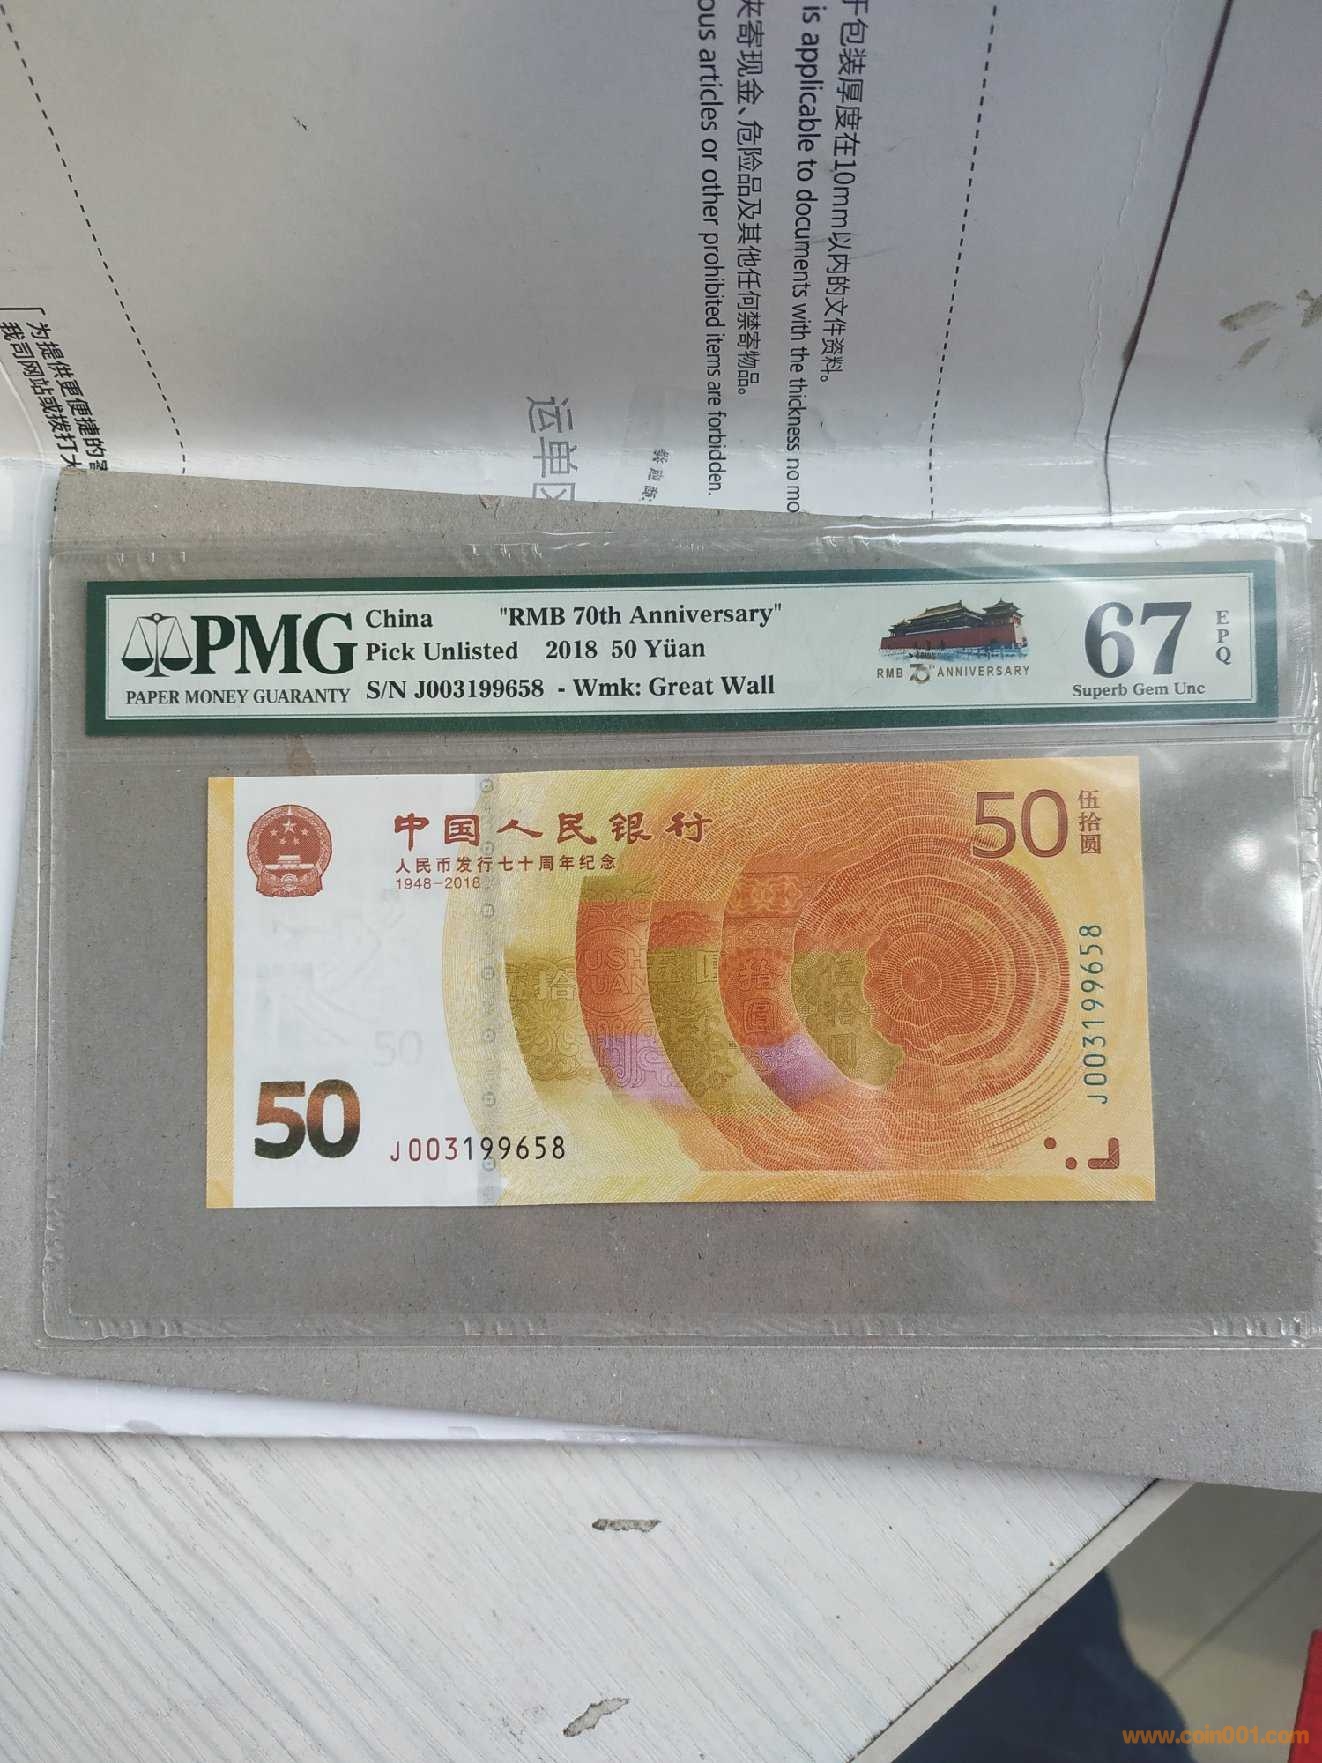 于包装厚度在10mm以内的文件资料。
is applicable to documents with the thickness no mo
夹寄现金、危险品及其他任何禁寄物品。
ous articles or other prohibited items are forbidden.
运单区
「为提供更便捷的
我司网站或拨打
PMG
PAPER MONEY GUARANTY
China "RMB 70th Anniversary"
Pick Unlisted 2018 50 Yüan
S/N J003199658 - Wmk: Great Wall
RMB 70th ANNIVERSARY
67
EPQ
Superb Gem Unc
中国人民银行
人民币发行七十周年纪念
1948-2018
50
伍拾圆
J003199658
50
50
J003199658
www.coin001.com